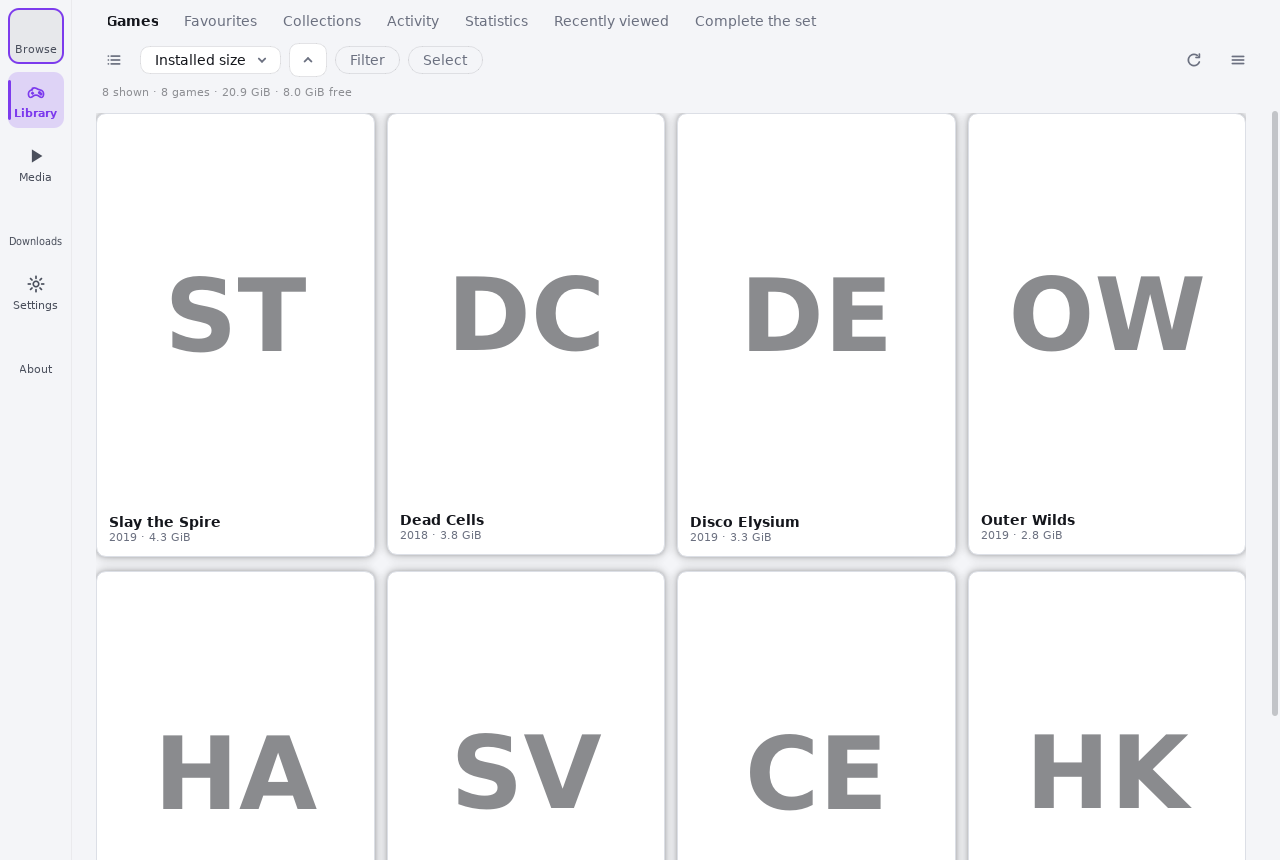 Games Favourites Collections Activity Statistics Recently viewed Complete the set
Installed size Filter Select
8 shown · 8 games · 20.9 GiB · 8.0 GiB free
Browse
Library
Media
Downloads
Settings
About
ST
Slay the Spire
2019 · 4.3 GiB
DC
Dead Cells
2018 · 3.8 GiB
DE
Disco Elysium
2019 · 3.3 GiB
OW
Outer Wilds
2019 · 2.8 GiB
HA
SV
CE
HK